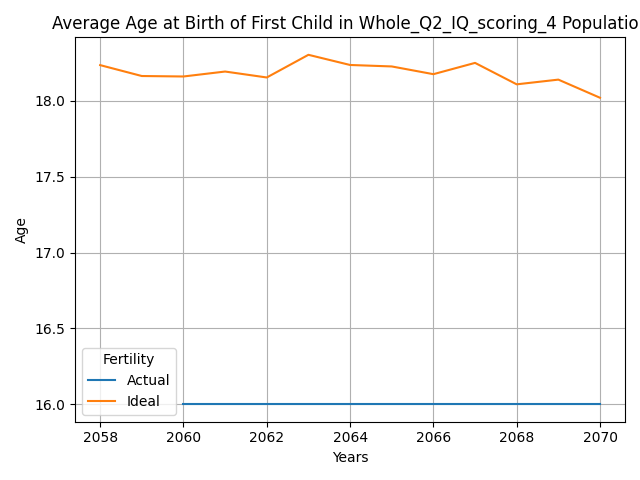 Average Age at Birth of First Child in Whole_Q2_IQ_scoring_4 Populatio
Age
18.0
17.5
17.0
16.5
16.0
Fertility
Actual
Ideal
2058 2060 2062 2064 2066 2068 2070
Years